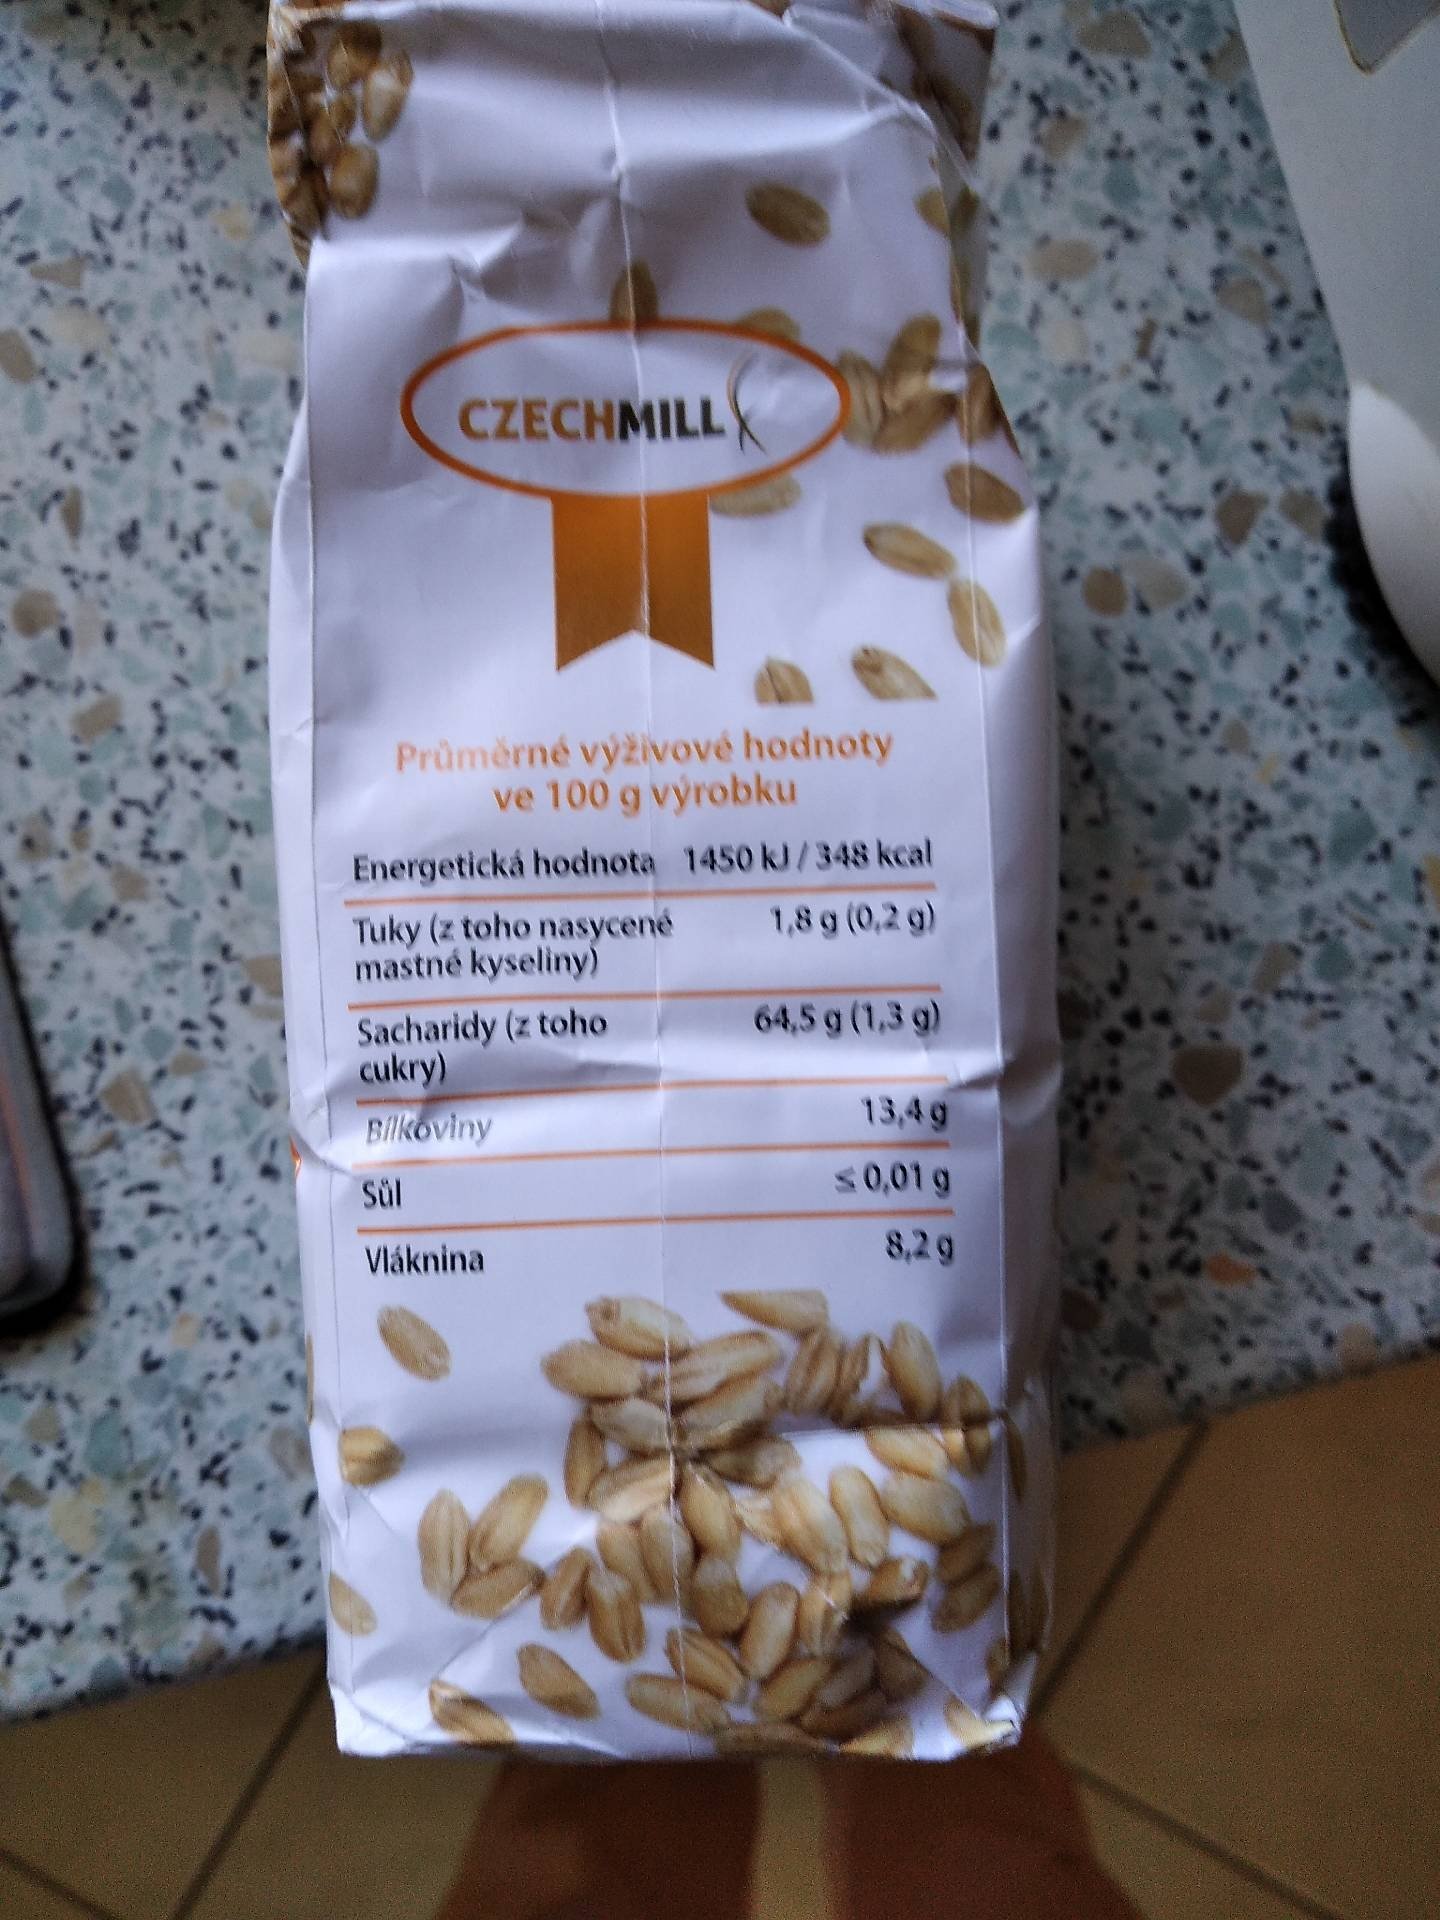 CZECHMILL
Průměrné výživové hodnoty
ve 100 g výrobku
Energetická hodnota 1450 kJ / 348 kcal
Tuky (z toho nasycené 1,8 g (0,2 g)
mastné kyseliny)
Sacharidy (z toho 64,5 g (1,3 g)
cukry)
Bílkoviny 13,4 g
Sůl ≤ 0,01 g
Vláknina 8,2 g